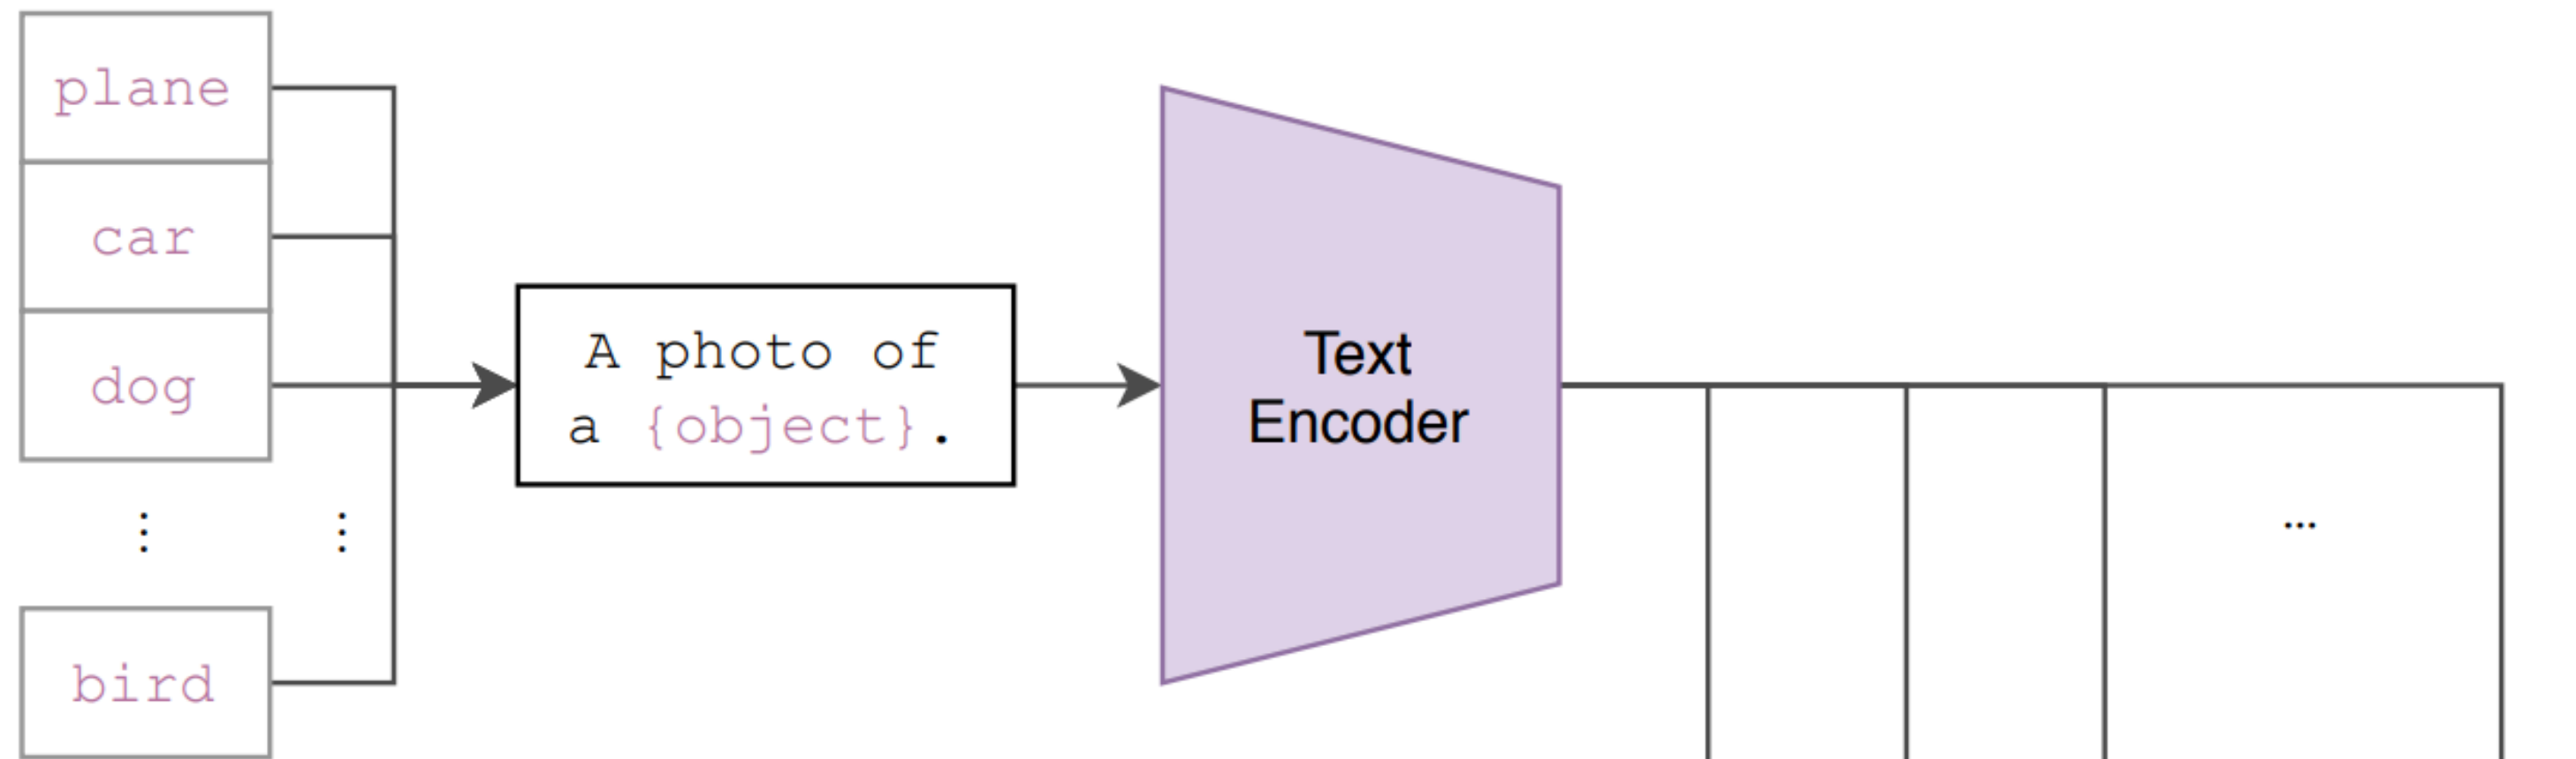 plane
car
dog
⋮ ⋮
bird
A photo of
a {object}.
Text
Encoder
…